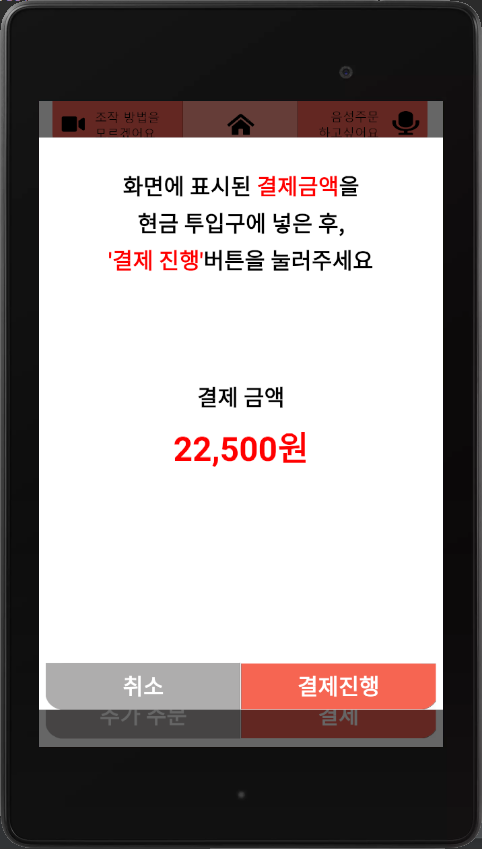 조작 방법을
음성주문
모르겠어요
하고싶어요
화면에 표시된 결제금액을
현금 투입구에 넣은 후,
'결제 진행'버튼을 눌러주세요
결제 금액
22,500원
취소
결제진행
추가 주문
결제